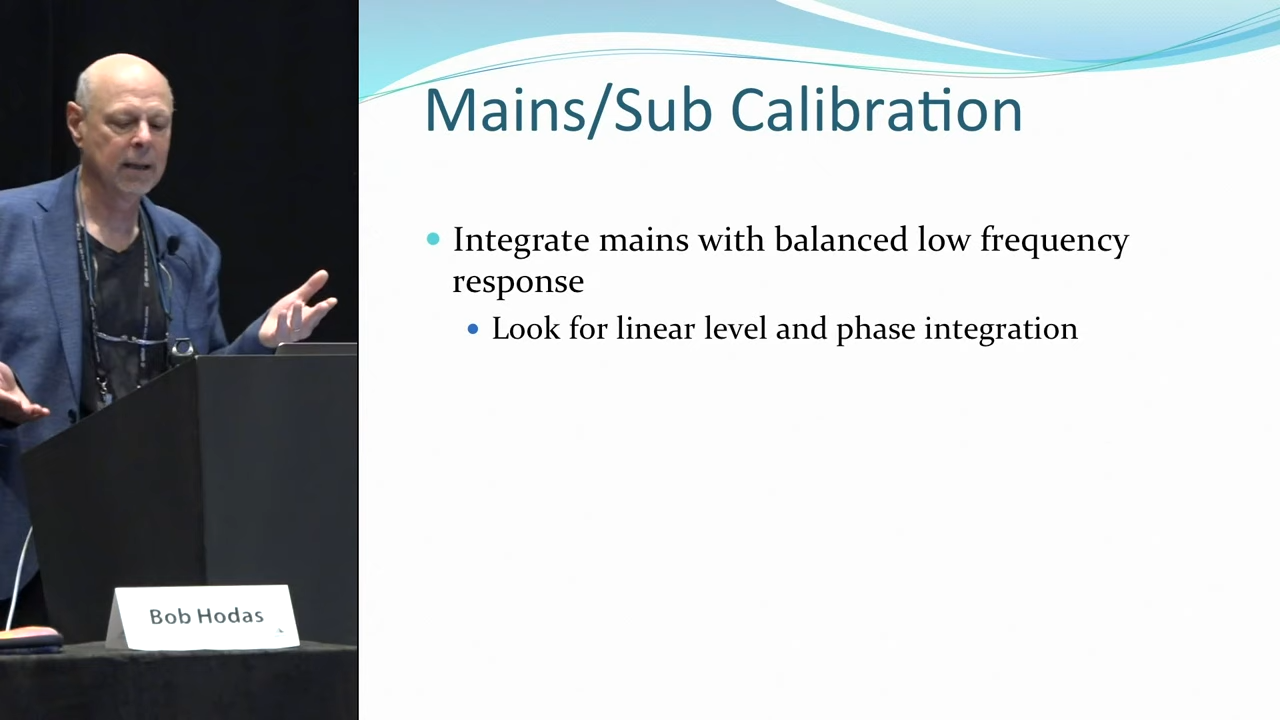 Mains/Sub Calibration
Integrate mains with balanced low frequency
response
Look for linear level and phase integration
Bob Hodas